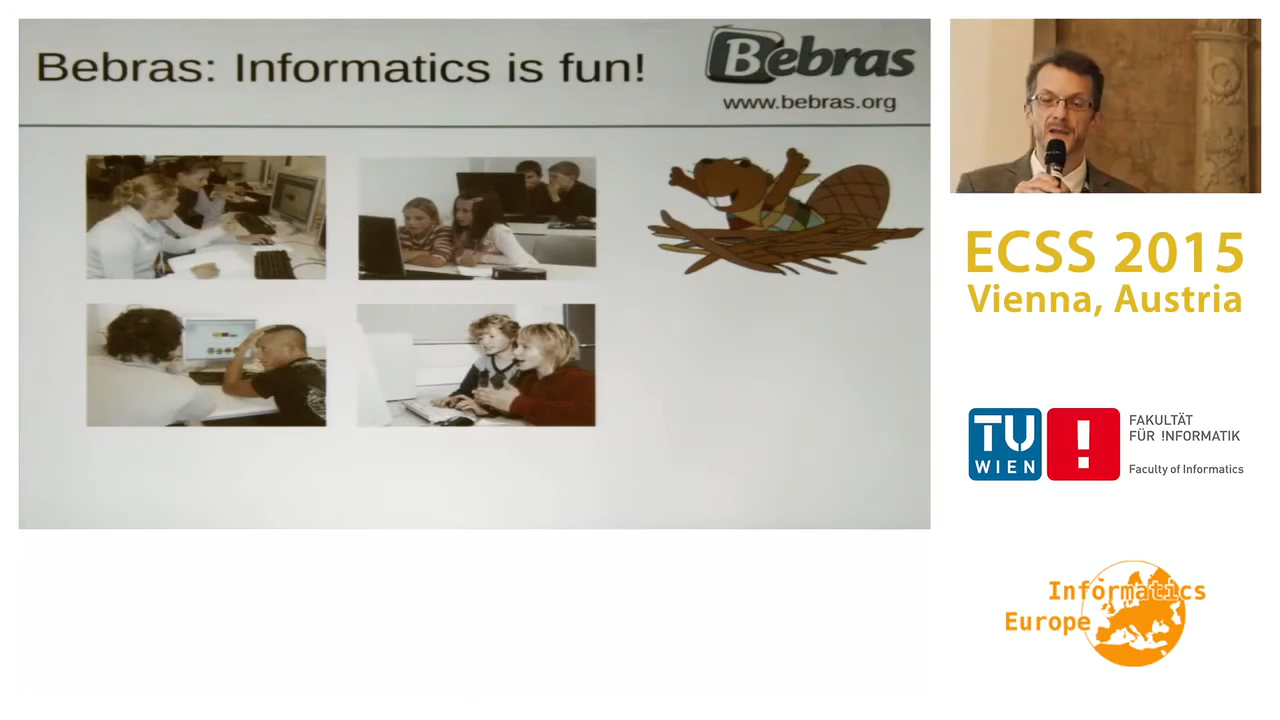 Bebras: Informatics is fun!
Bebras
www.bebras.org
ECSS 2015
Vienna, Austria
TU
WIEN
!
FAKULTÄT
FÜR !NFORMATIK
Faculty of Informatics
Informatics
Europe